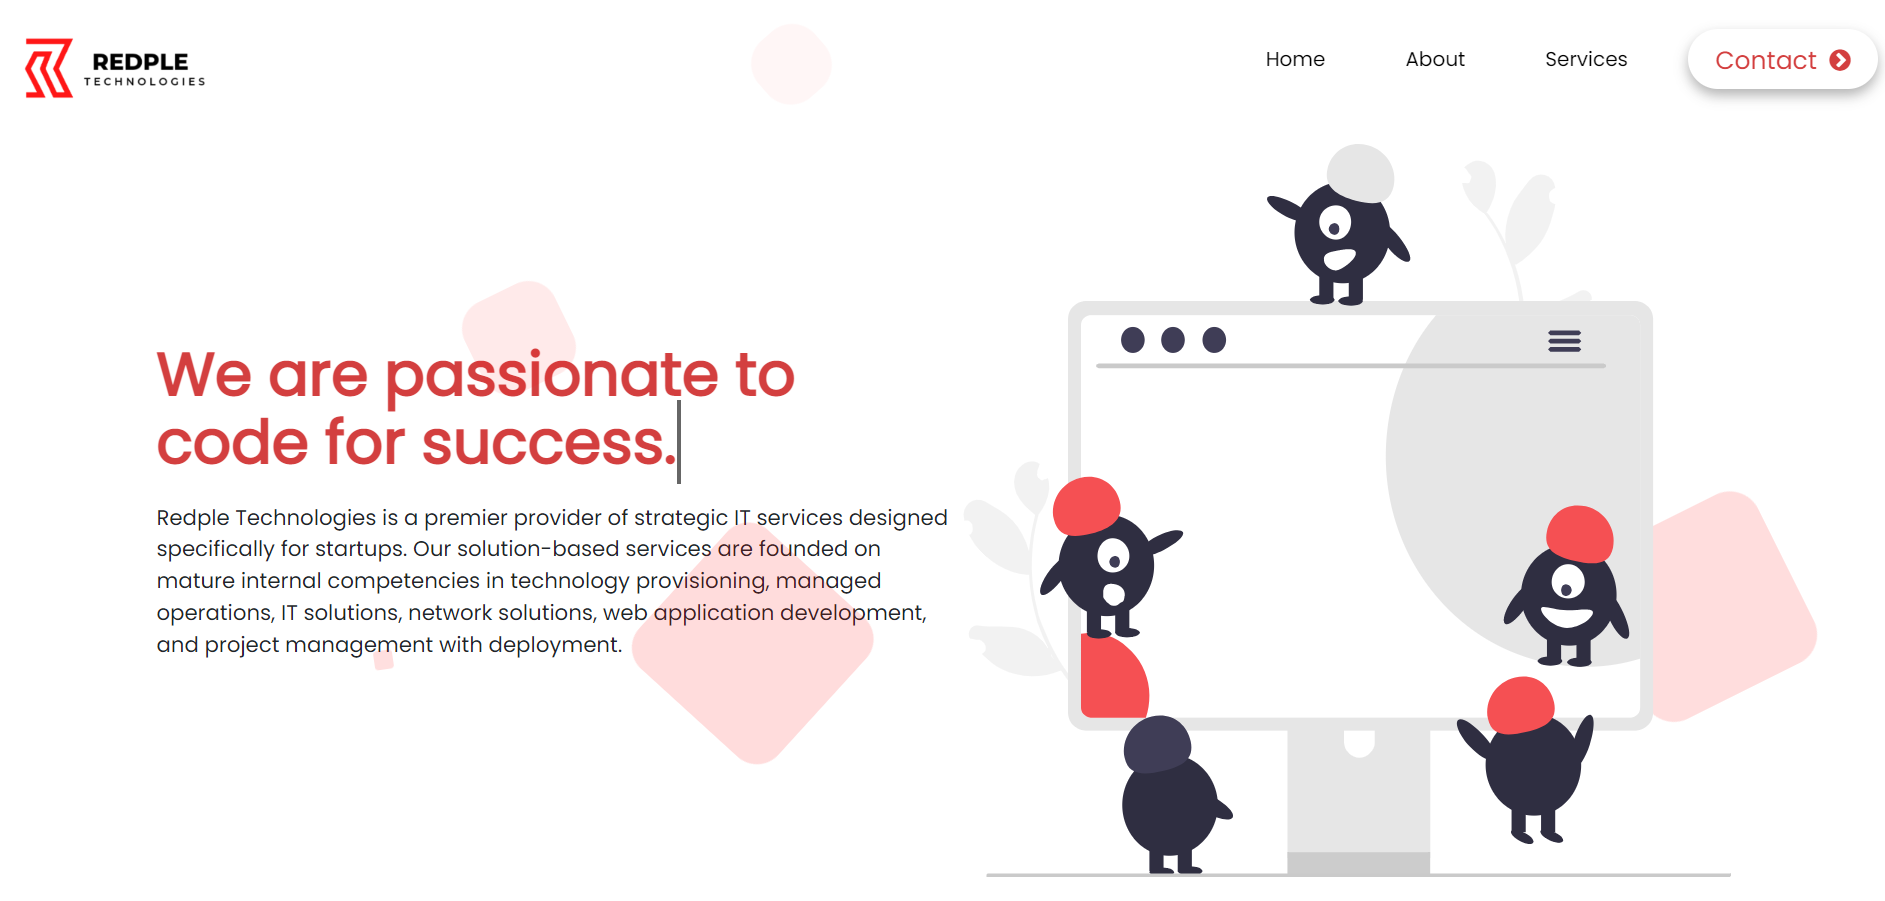 REDPLE
TECHNOLOGIES
Home
About
Services
Contact
We are passionate to
code for success.
Redple Technologies is a premier provider of strategic IT services designed
specifically for startups. Our solution-based services are founded on
mature internal competencies in technology provisioning, managed
operations, IT solutions, network solutions, web application development,
and project management with deployment.